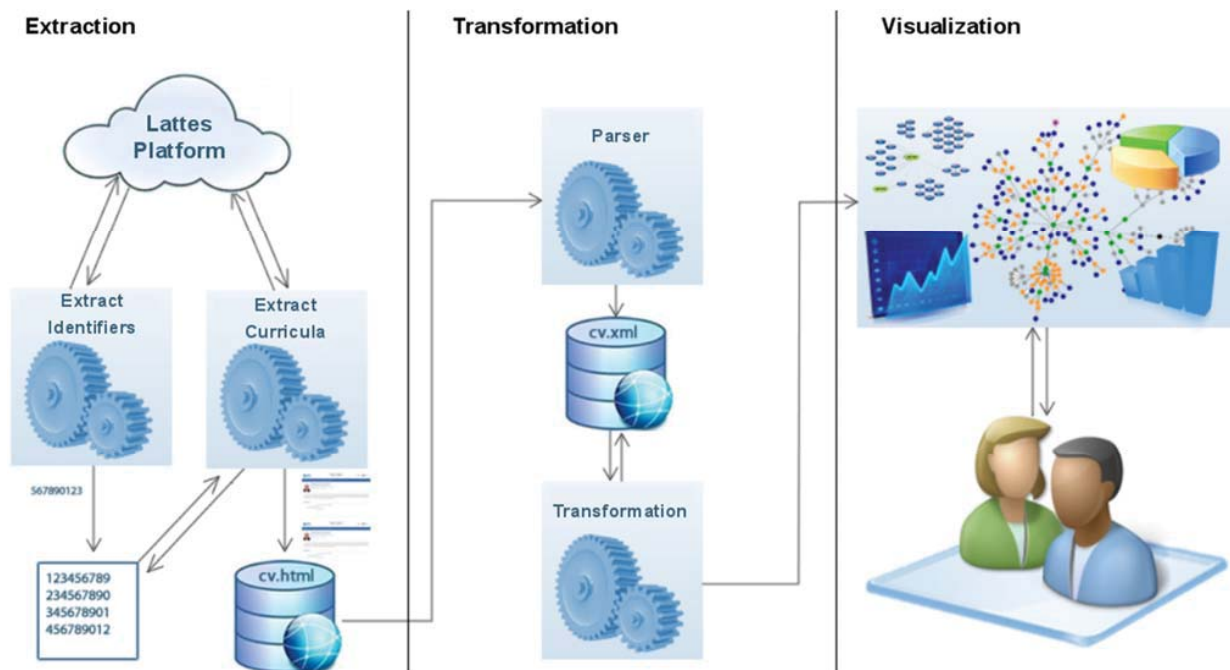 Extraction
Lattes
Platform
Extract
Identifiers
Extract
Curricula
567890123
123456789
234567890
345678901
456789012
cv.html
Transformation
Parser
cv.xml
Transformation
Visualization